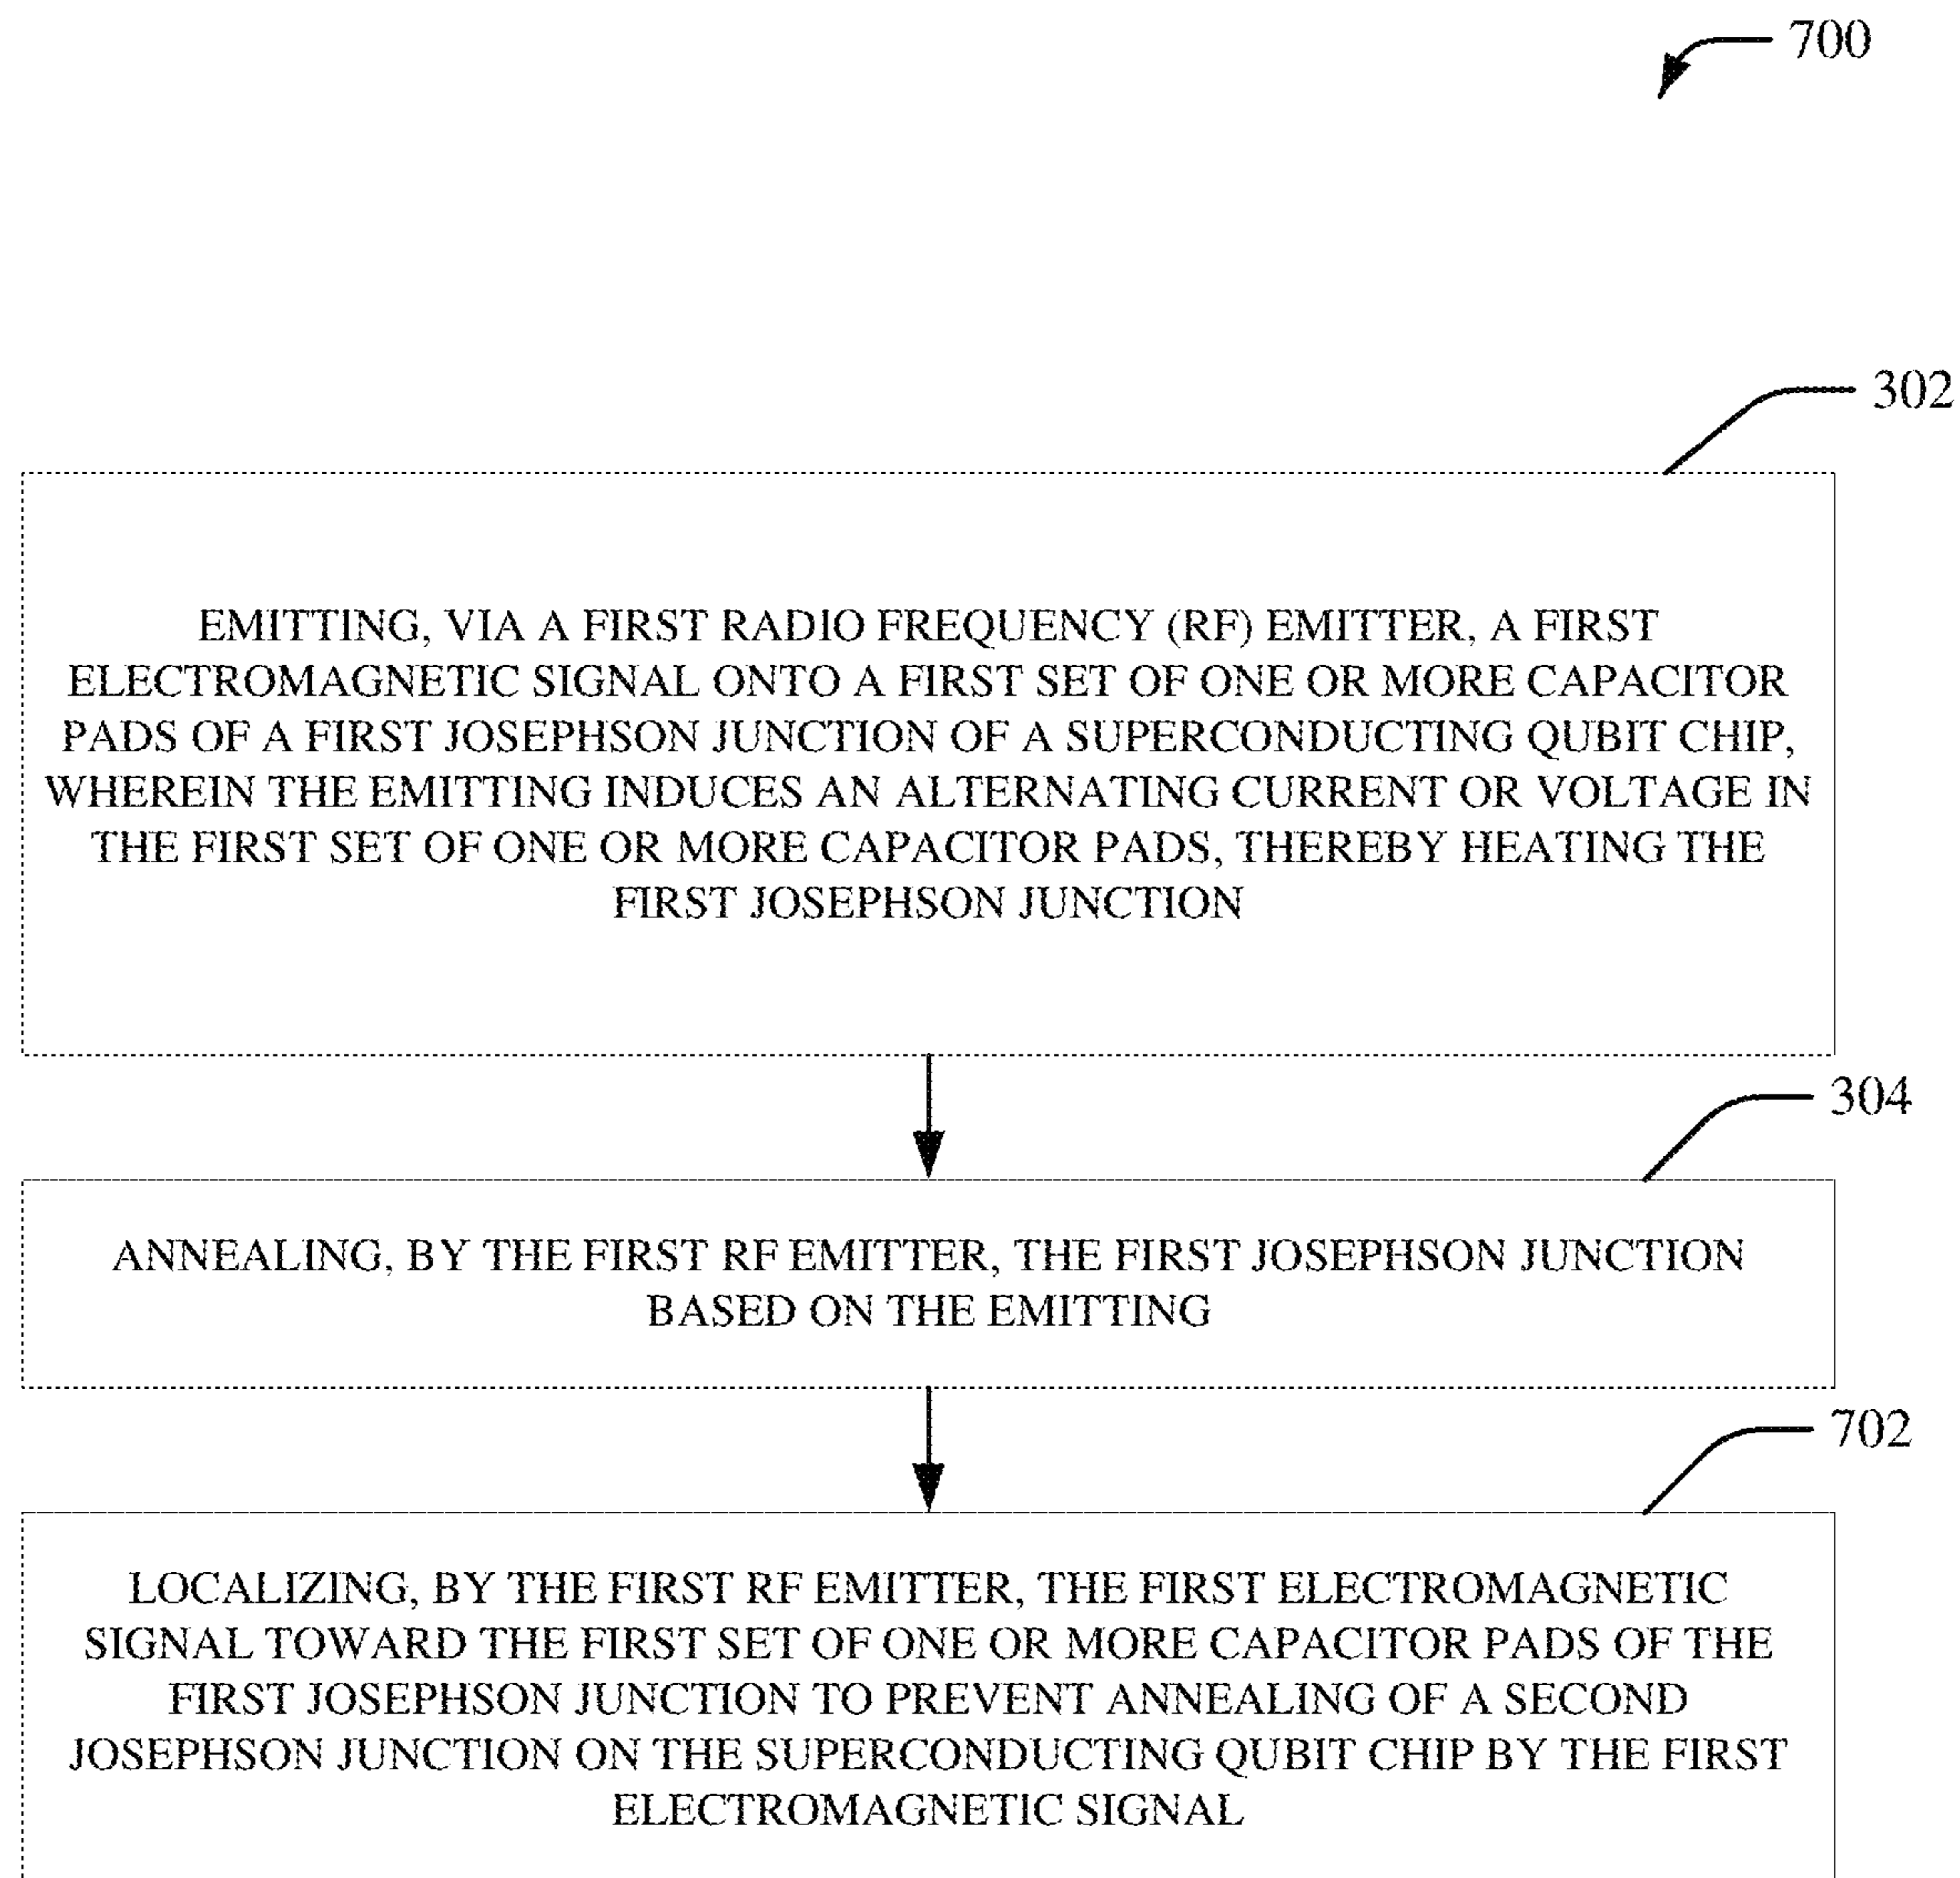 700
302
EMITTING, VIA A FIRST RADIO FREQUENCY (RF) EMITTER, A FIRST
ELECTROMAGNETIC SIGNAL ONTO A FIRST SET OF ONE OR MORE CAPACITOR
PADS OF A FIRST JOSEPHSON JUNCTION OF A SUPERCONDUCTING QUBIT CHIP,
WHEREIN THE EMITTING INDUCES AN ALTERNATING CURRENT OR VOLTAGE IN
THE FIRST SET OF ONE OR MORE CAPACITOR PADS, THEREBY HEATING THE
FIRST JOSEPHSON JUNCTION
304
ANNEALING, BY THE FIRST RF EMITTER, THE FIRST JOSEPHSON JUNCTION
BASED ON THE EMITTING
702
LOCALIZING, BY THE FIRST RF EMITTER, THE FIRST ELECTROMAGNETIC
SIGNAL TOWARD THE FIRST SET OF ONE OR MORE CAPACITOR PADS OF THE
FIRST JOSEPHSON JUNCTION TO PREVENT ANNEALING OF A SECOND
JOSEPHSON JUNCTION ON THE SUPERCONDUCTING QUBIT CHIP BY THE FIRST
ELECTROMAGNETIC SIGNAL